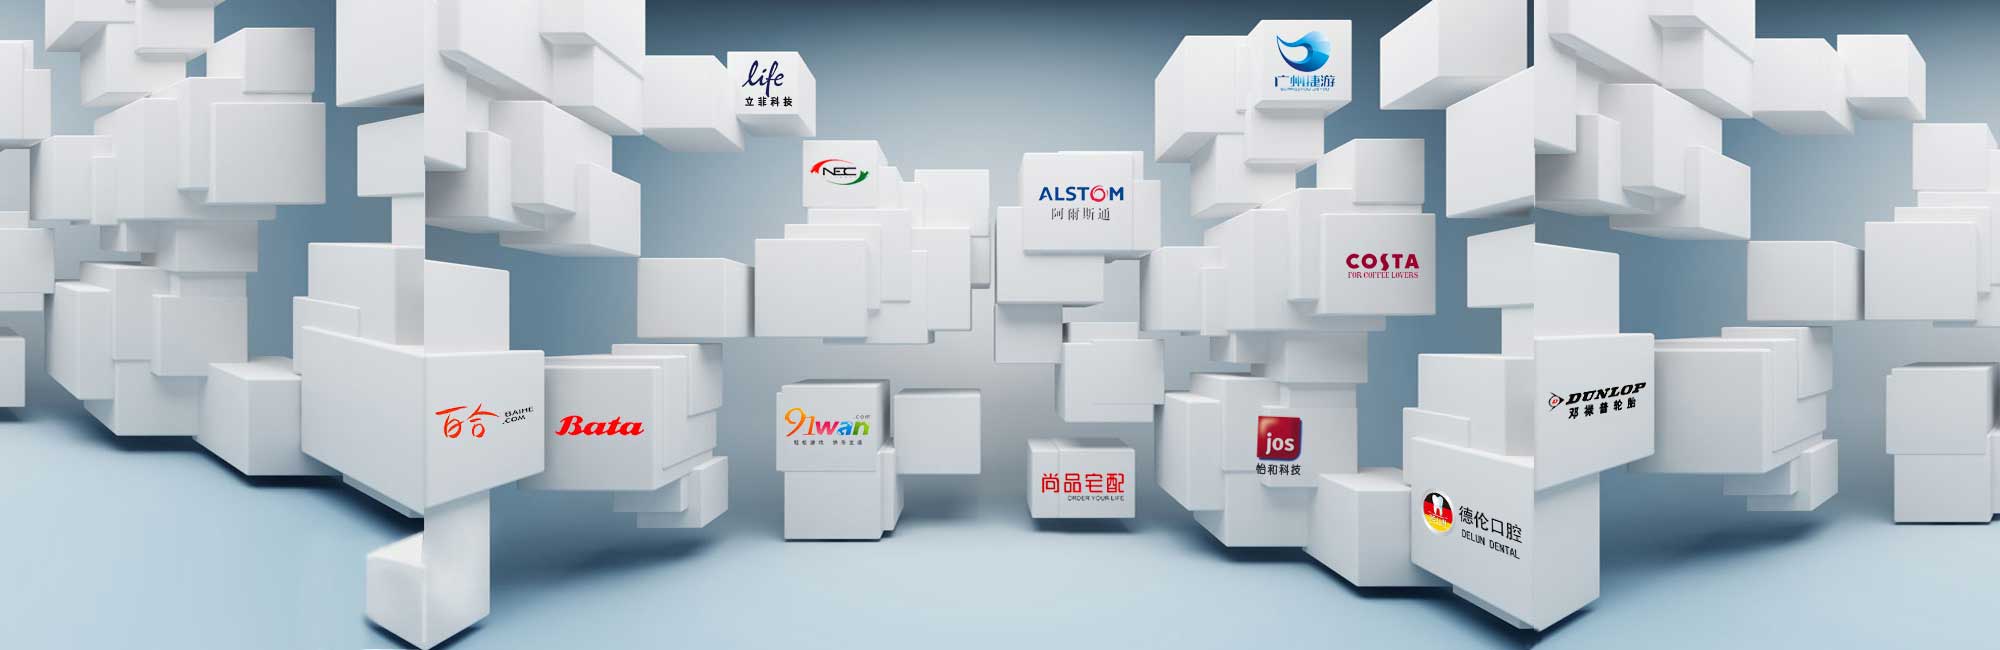 life
立菲科技
广州捷游
NEC
ALSTOM
阿爾斯通
COSTA
FOR COFFEE LOVERS
百合
BAIHE
.COM
Bata
91wan
.com
尚品宅配
ORDER YOUR LIFE
jos
怡和科技
DUNLOP
邓禄普轮胎
德伦口腔
DELUN DENTAL